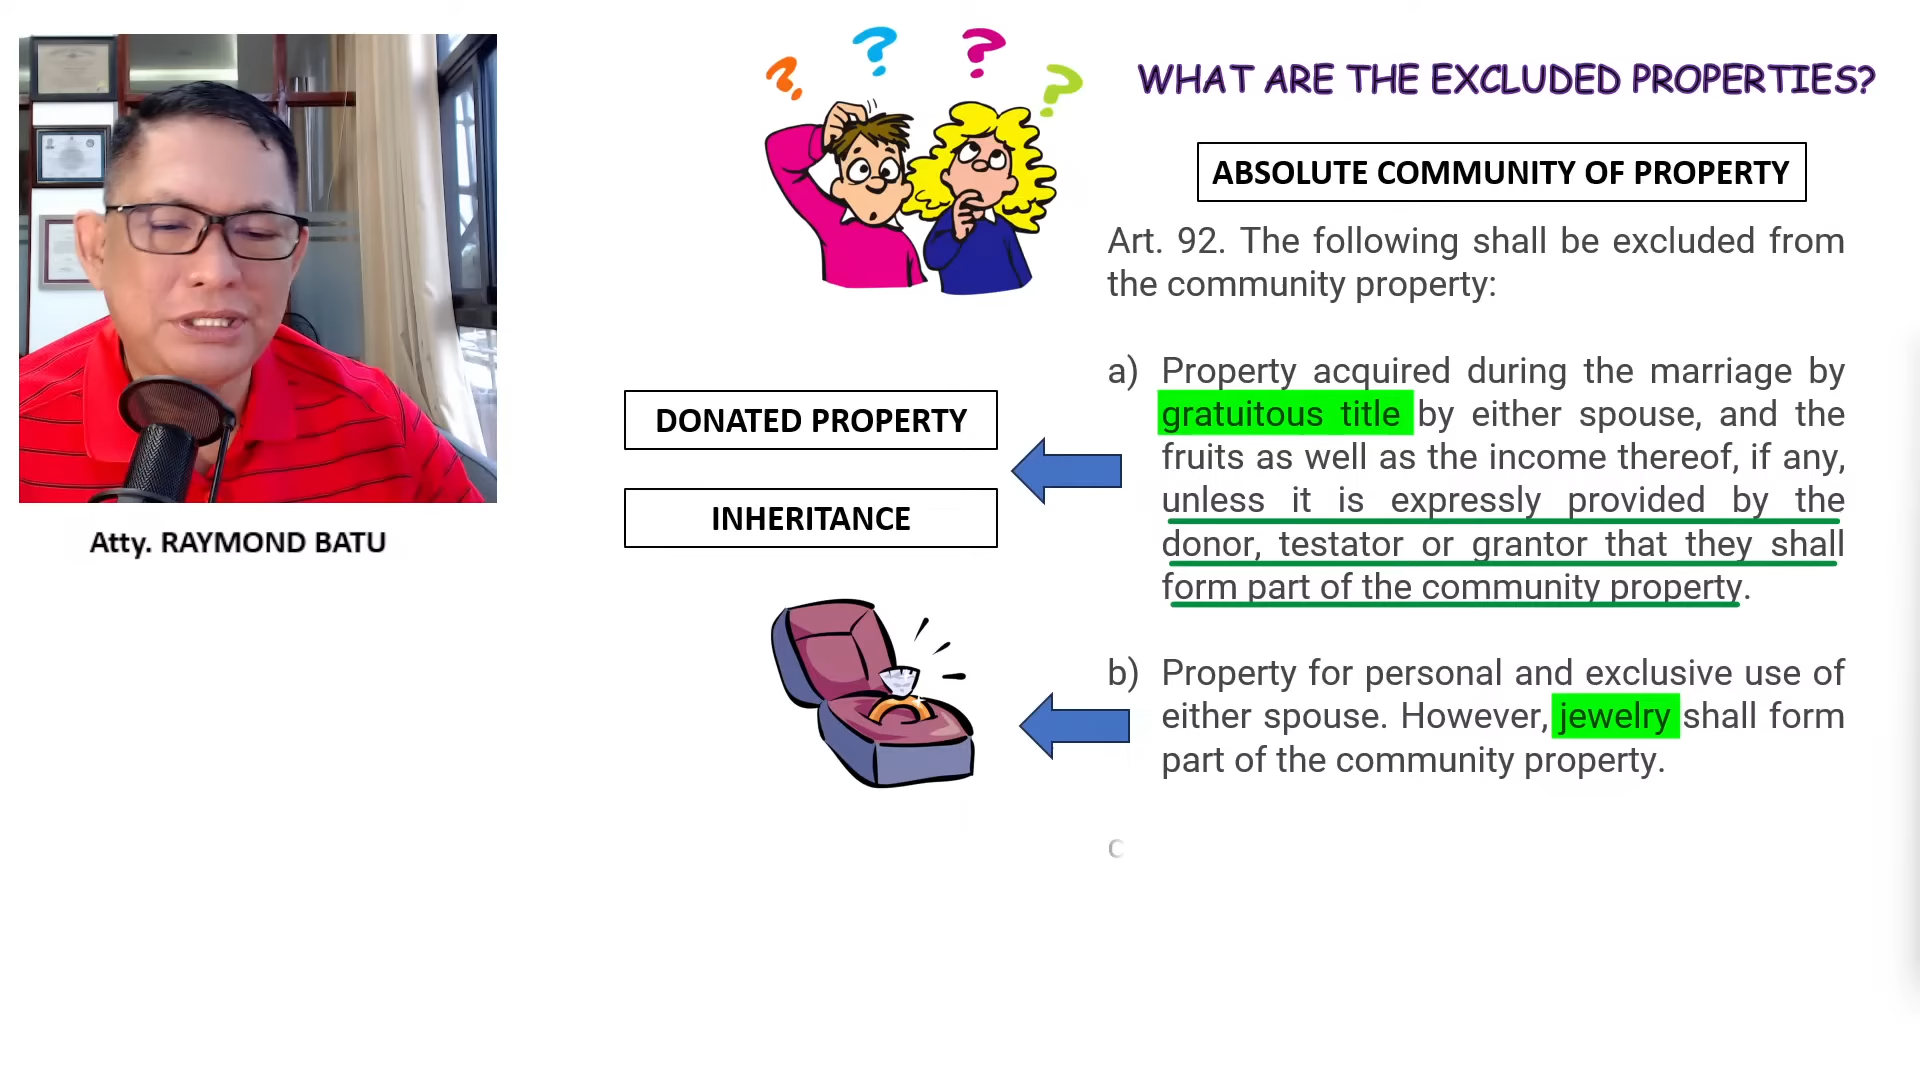 WHAT ARE THE EXCLUDED PROPERTIES?
ABSOLUTE COMMUNITY OF PROPERTY
Art. 92. The following shall be excluded from
the community property:
a) Property acquired during the marriage by
gratuitous title by either spouse, and the
fruits as well as the income thereof, if any,
unless it is expressly provided by the
donor, testator or grantor that they shall
form part of the community property.
DONATED PROPERTY
INHERITANCE
Atty. RAYMOND BATU
b) Property for personal and exclusive use of
either spouse. However, jewelry shall form
part of the community property.
c